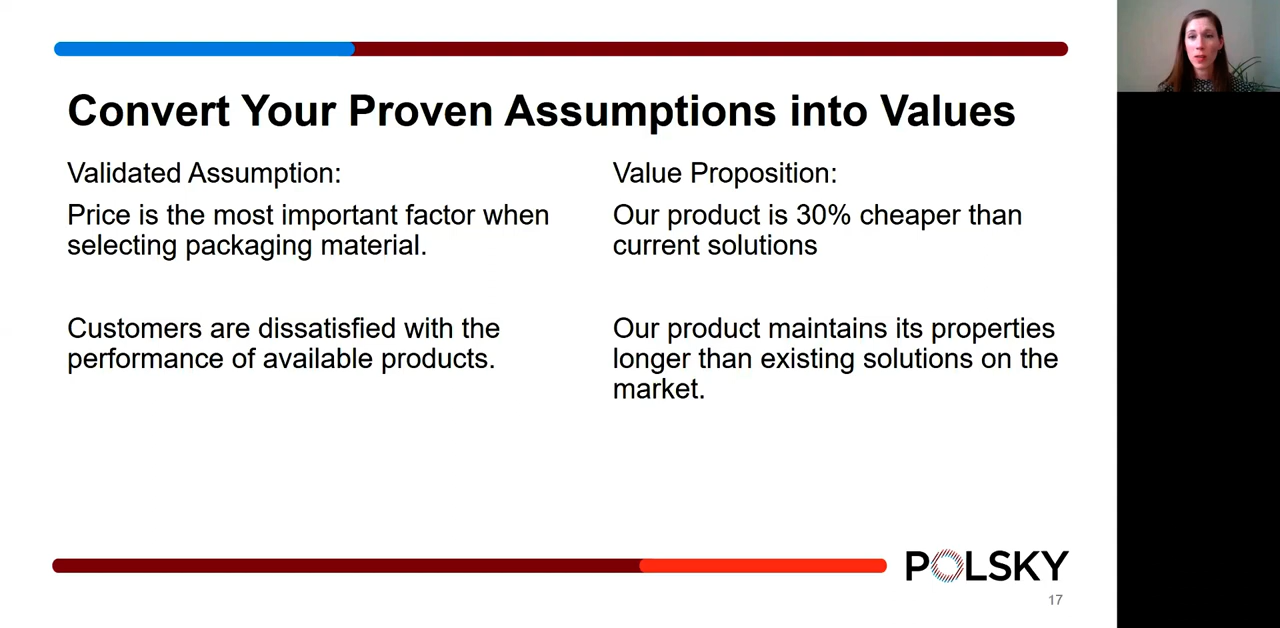 Convert Your Proven Assumptions into Values
Validated Assumption:
Price is the most important factor when
selecting packaging material.
Customers are dissatisfied with the
performance of available products.
Value Proposition:
Our product is 30% cheaper than
current solutions
Our product maintains its properties
longer than existing solutions on the
market.
POLSKY
17